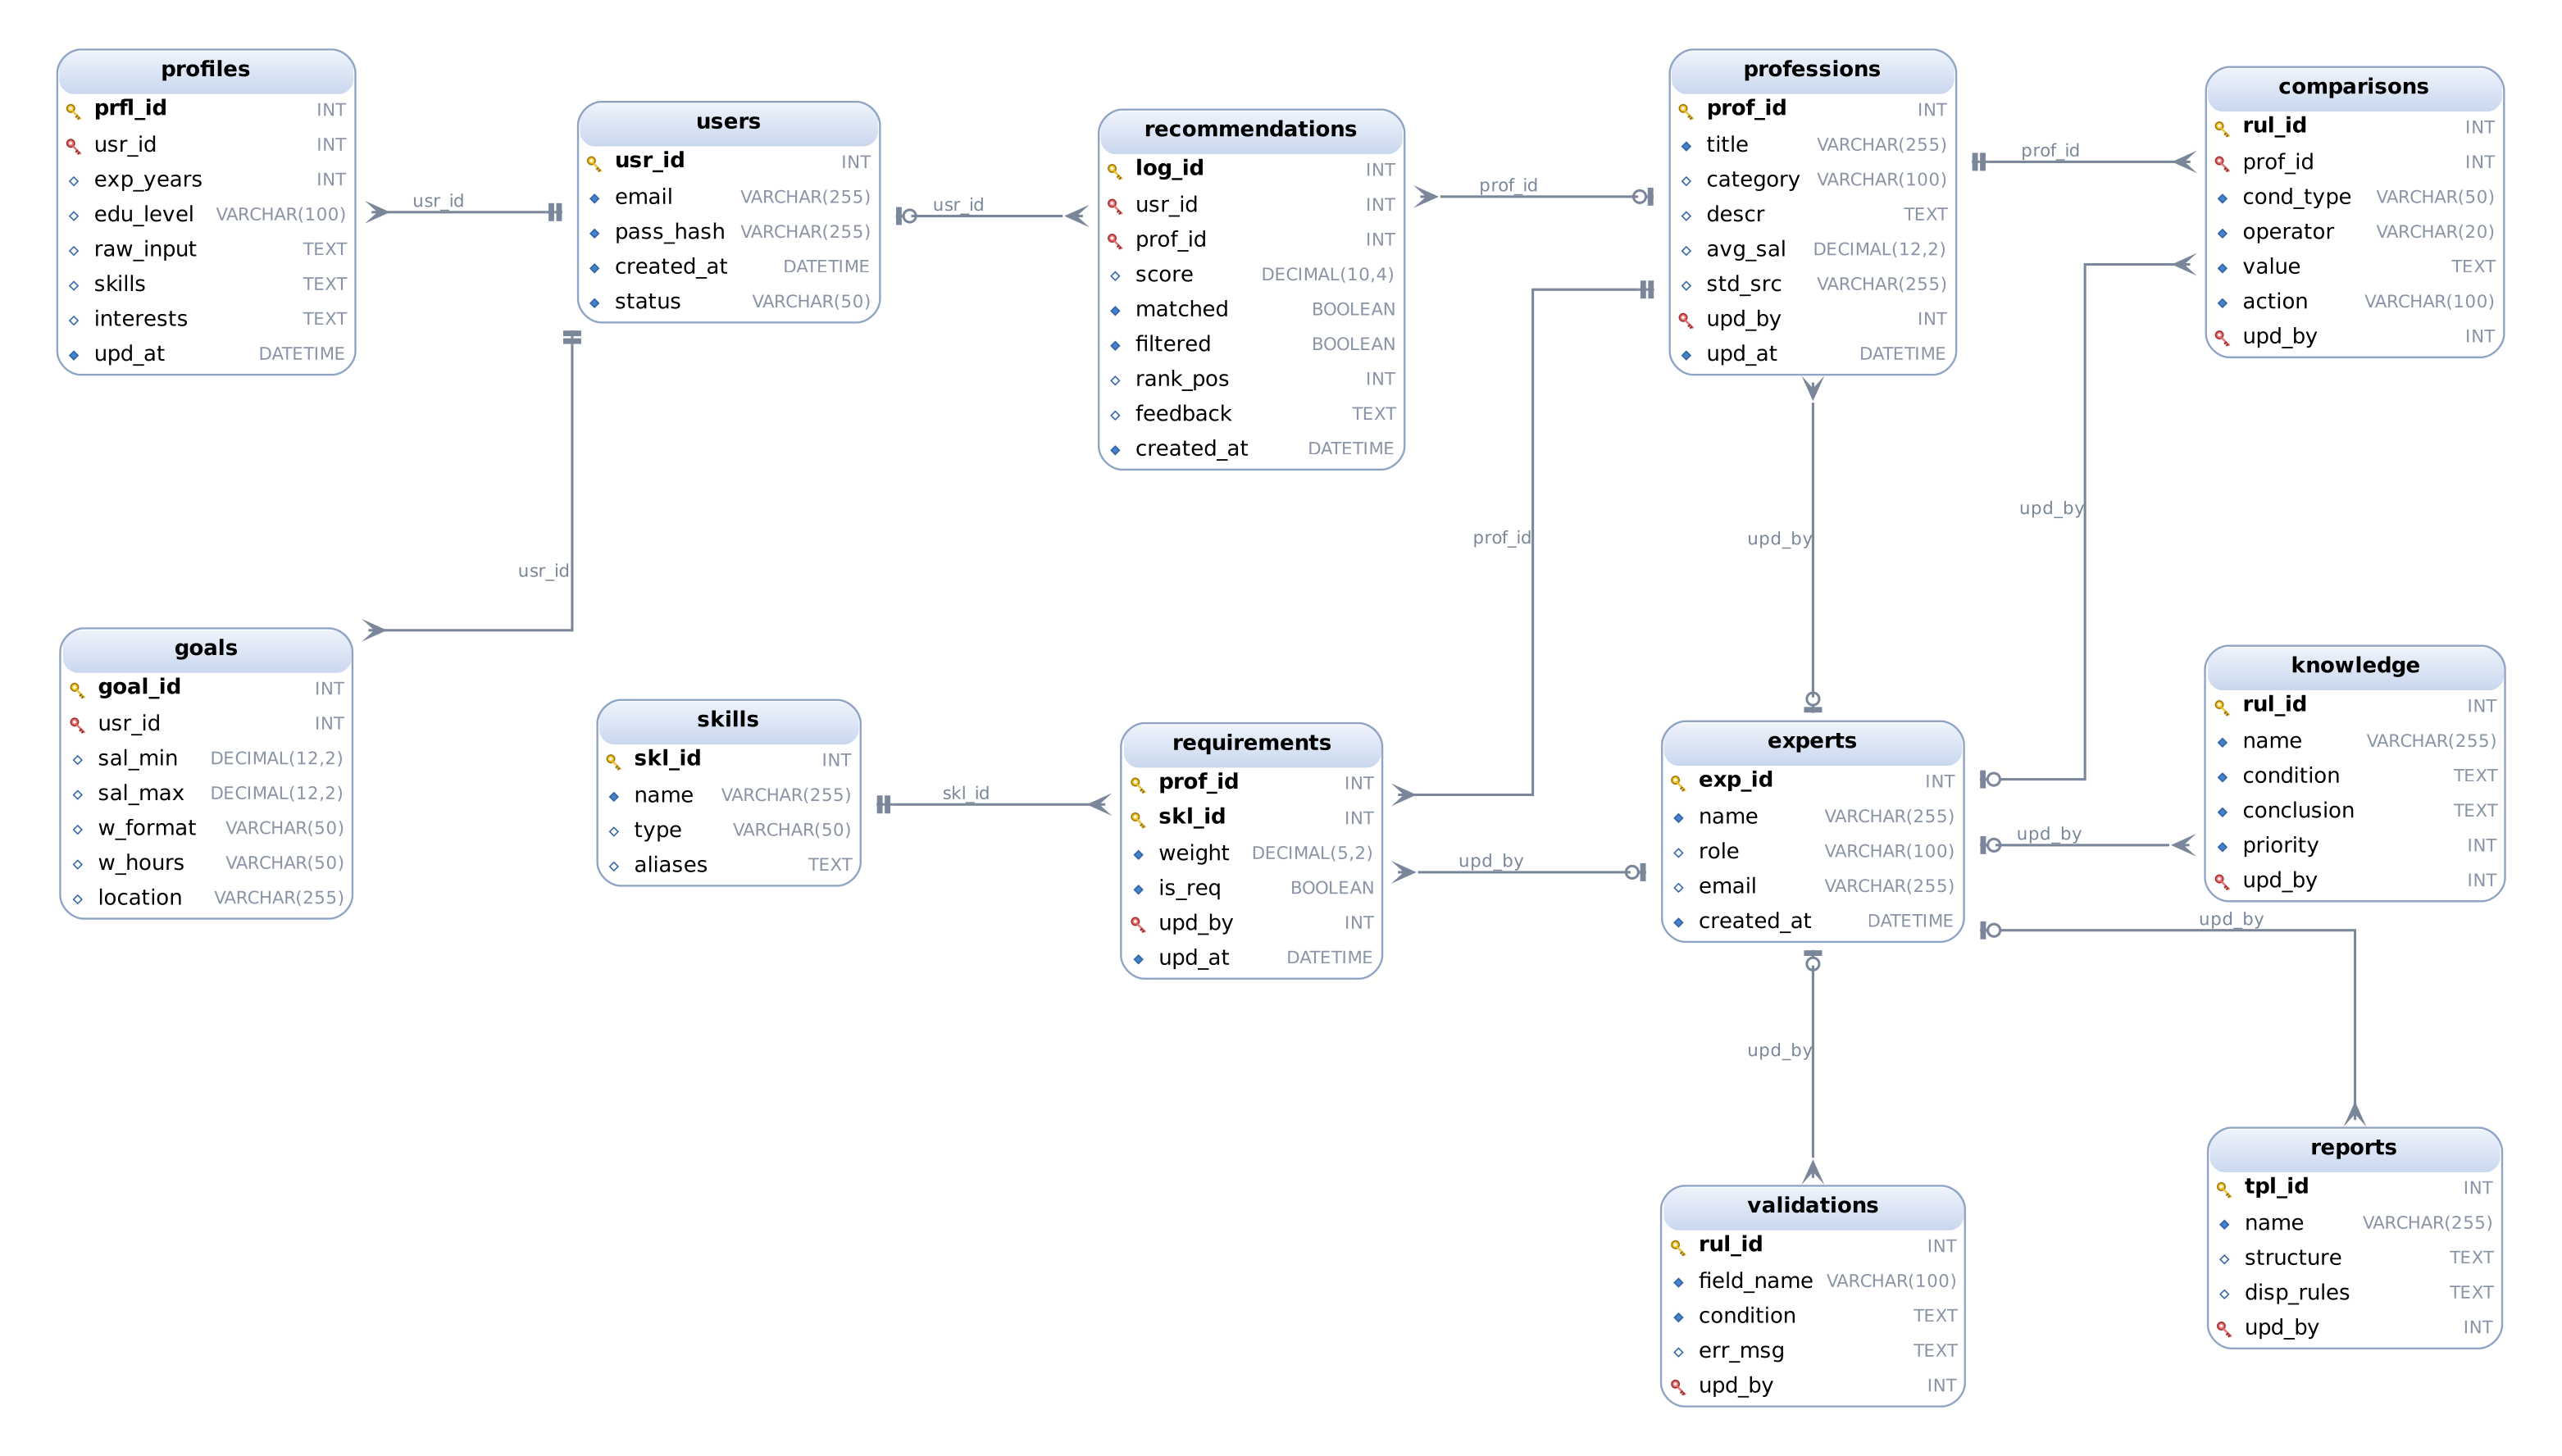 profiles
prfl_id INT
usr_id INT
exp_years INT
edu_level VARCHAR(100)
raw_input TEXT
skills TEXT
interests TEXT
upd_at DATETIME
usr_id
users
usr_id INT
email VARCHAR(255)
pass_hash VARCHAR(255)
created_at DATETIME
status VARCHAR(50)
usr_id
recommendations
log_id INT
usr_id INT
prof_id INT
score DECIMAL(10,4)
matched BOOLEAN
filtered BOOLEAN
rank_pos INT
feedback TEXT
created_at DATETIME
prof_id
professions
prof_id INT
title VARCHAR(255)
category VARCHAR(100)
descr TEXT
avg_sal DECIMAL(12,2)
std_src VARCHAR(255)
upd_by INT
upd_at DATETIME
prof_id
comparisons
rul_id INT
prof_id INT
cond_type VARCHAR(50)
operator VARCHAR(20)
value TEXT
action VARCHAR(100)
upd_by INT
usr_id
prof_id
upd_by
upd_by
goals
goal_id INT
usr_id INT
sal_min DECIMAL(12,2)
sal_max DECIMAL(12,2)
w_format VARCHAR(50)
w_hours VARCHAR(50)
location VARCHAR(255)
skills
skl_id INT
name VARCHAR(255)
type VARCHAR(50)
aliases TEXT
skl_id
requirements
prof_id INT
skl_id INT
weight DECIMAL(5,2)
is_req BOOLEAN
upd_by INT
upd_at DATETIME
upd_by
experts
exp_id INT
name VARCHAR(255)
role VARCHAR(100)
email VARCHAR(255)
created_at DATETIME
upd_by
knowledge
rul_id INT
name VARCHAR(255)
condition TEXT
conclusion TEXT
priority INT
upd_by INT
upd_by
upd_by
validations
rul_id INT
field_name VARCHAR(100)
condition TEXT
err_msg TEXT
upd_by INT
reports
tpl_id INT
name VARCHAR(255)
structure TEXT
disp_rules TEXT
upd_by INT